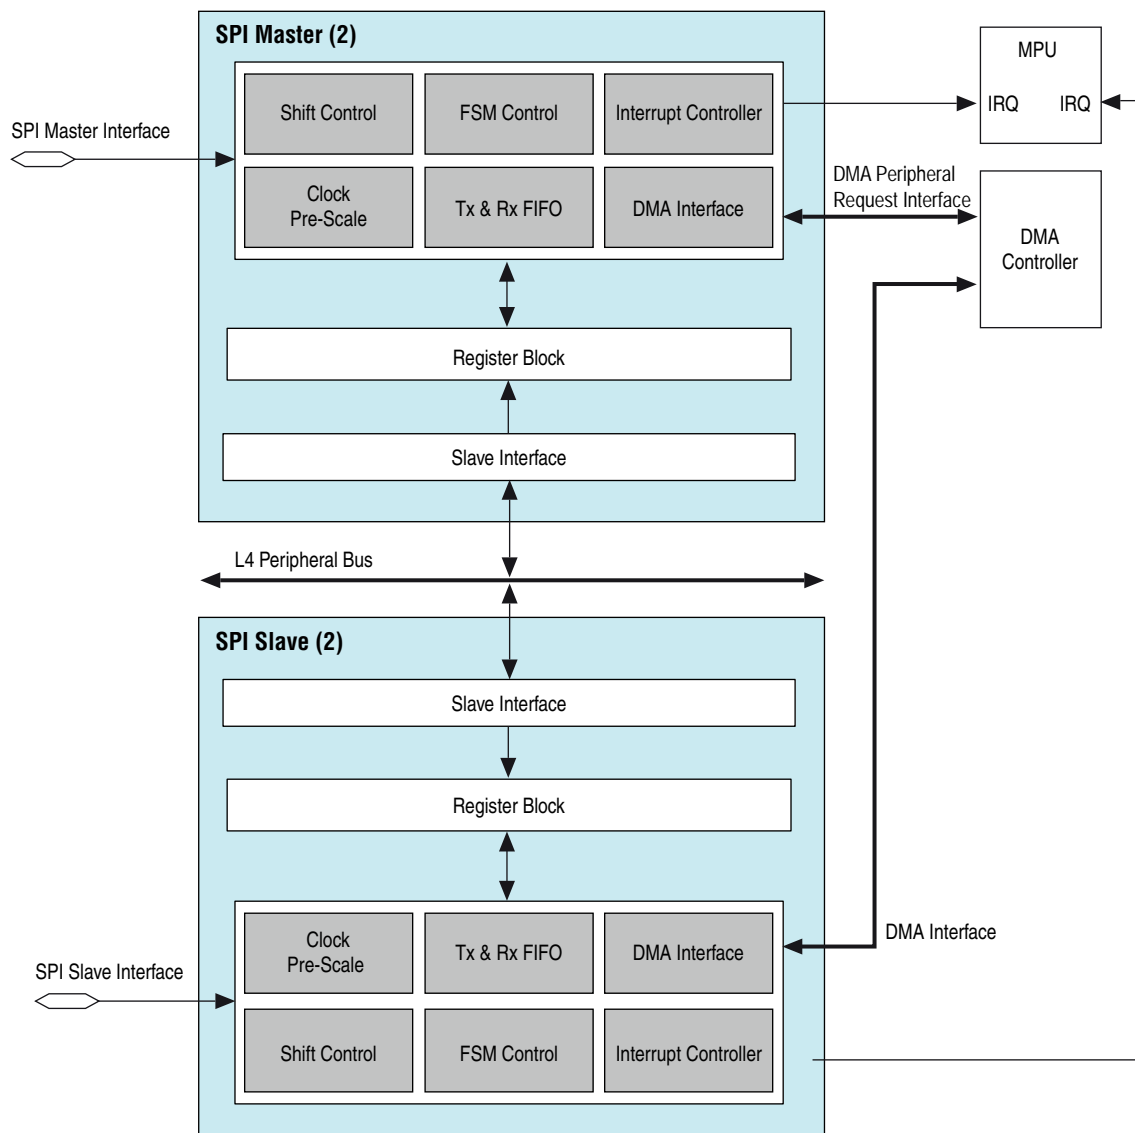 SPI Master (2)
MPU
Shift Control
FSM Control
Interrupt Controller
IRQ
IRQ
SPI Master Interface
DMA Peripheral
Request Interface
Clock
Pre-Scale
Tx & Rx FIFO
DMA Interface
DMA
Controller
Register Block
Slave Interface
L4 Peripheral Bus
SPI Slave (2)
Slave Interface
Register Block
Clock
Pre-Scale
Tx & Rx FIFO
DMA Interface
DMA Interface
SPI Slave Interface
Shift Control
FSM Control
Interrupt Controller